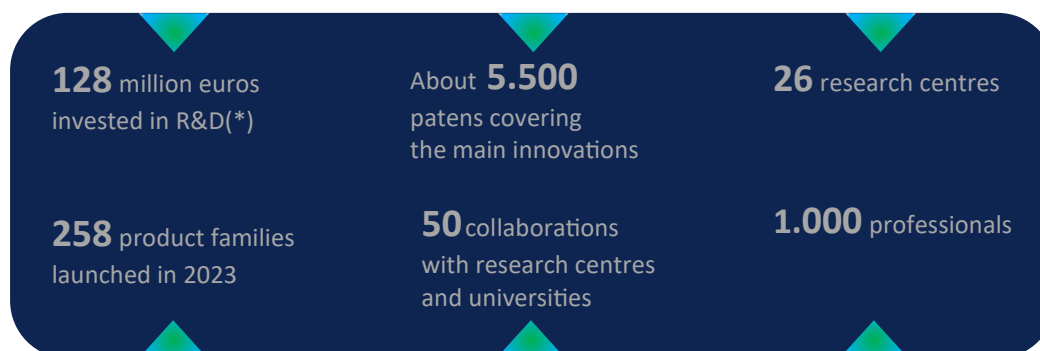 128 million euros
invested in R&D(*)
About 5.500
patens covering
the main innovations
26 research centres
258 product families
launched in 2023
50 collaborations
with research centres
and universities
1.000 professionals